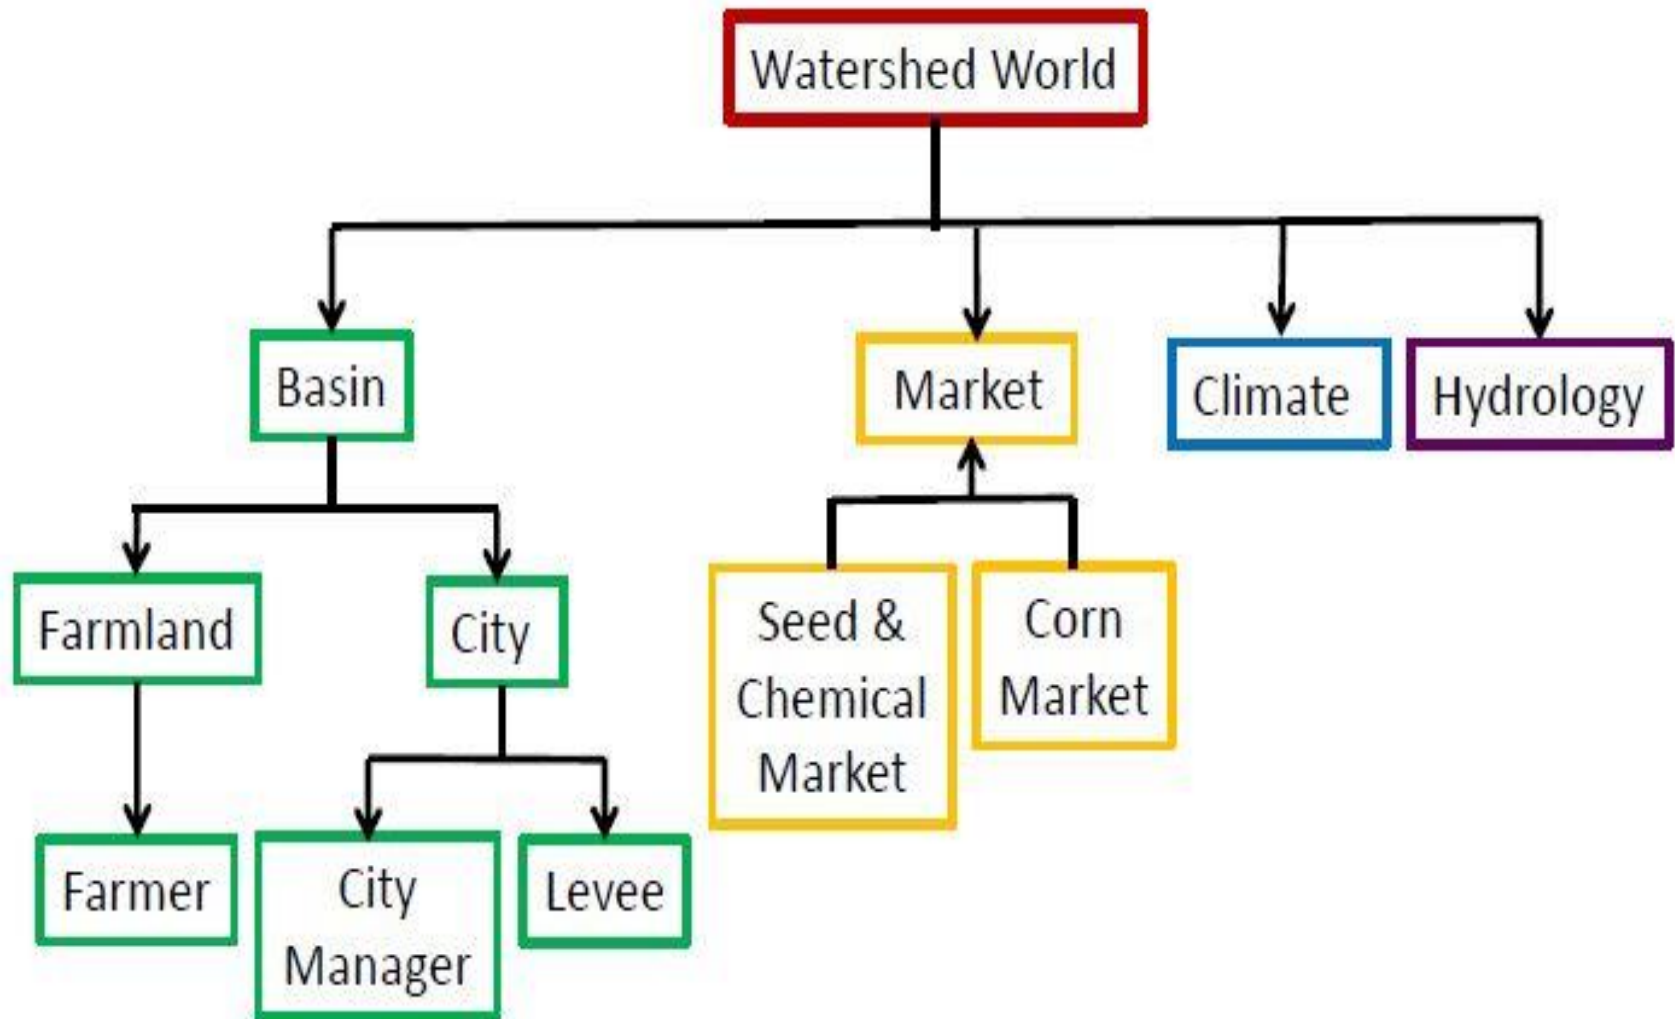 Watershed World
Basin
Market
Climate
Hydrology
Farmland
City
Seed &
Chemical
Market
Corn
Market
Farmer
City
Manager
Levee